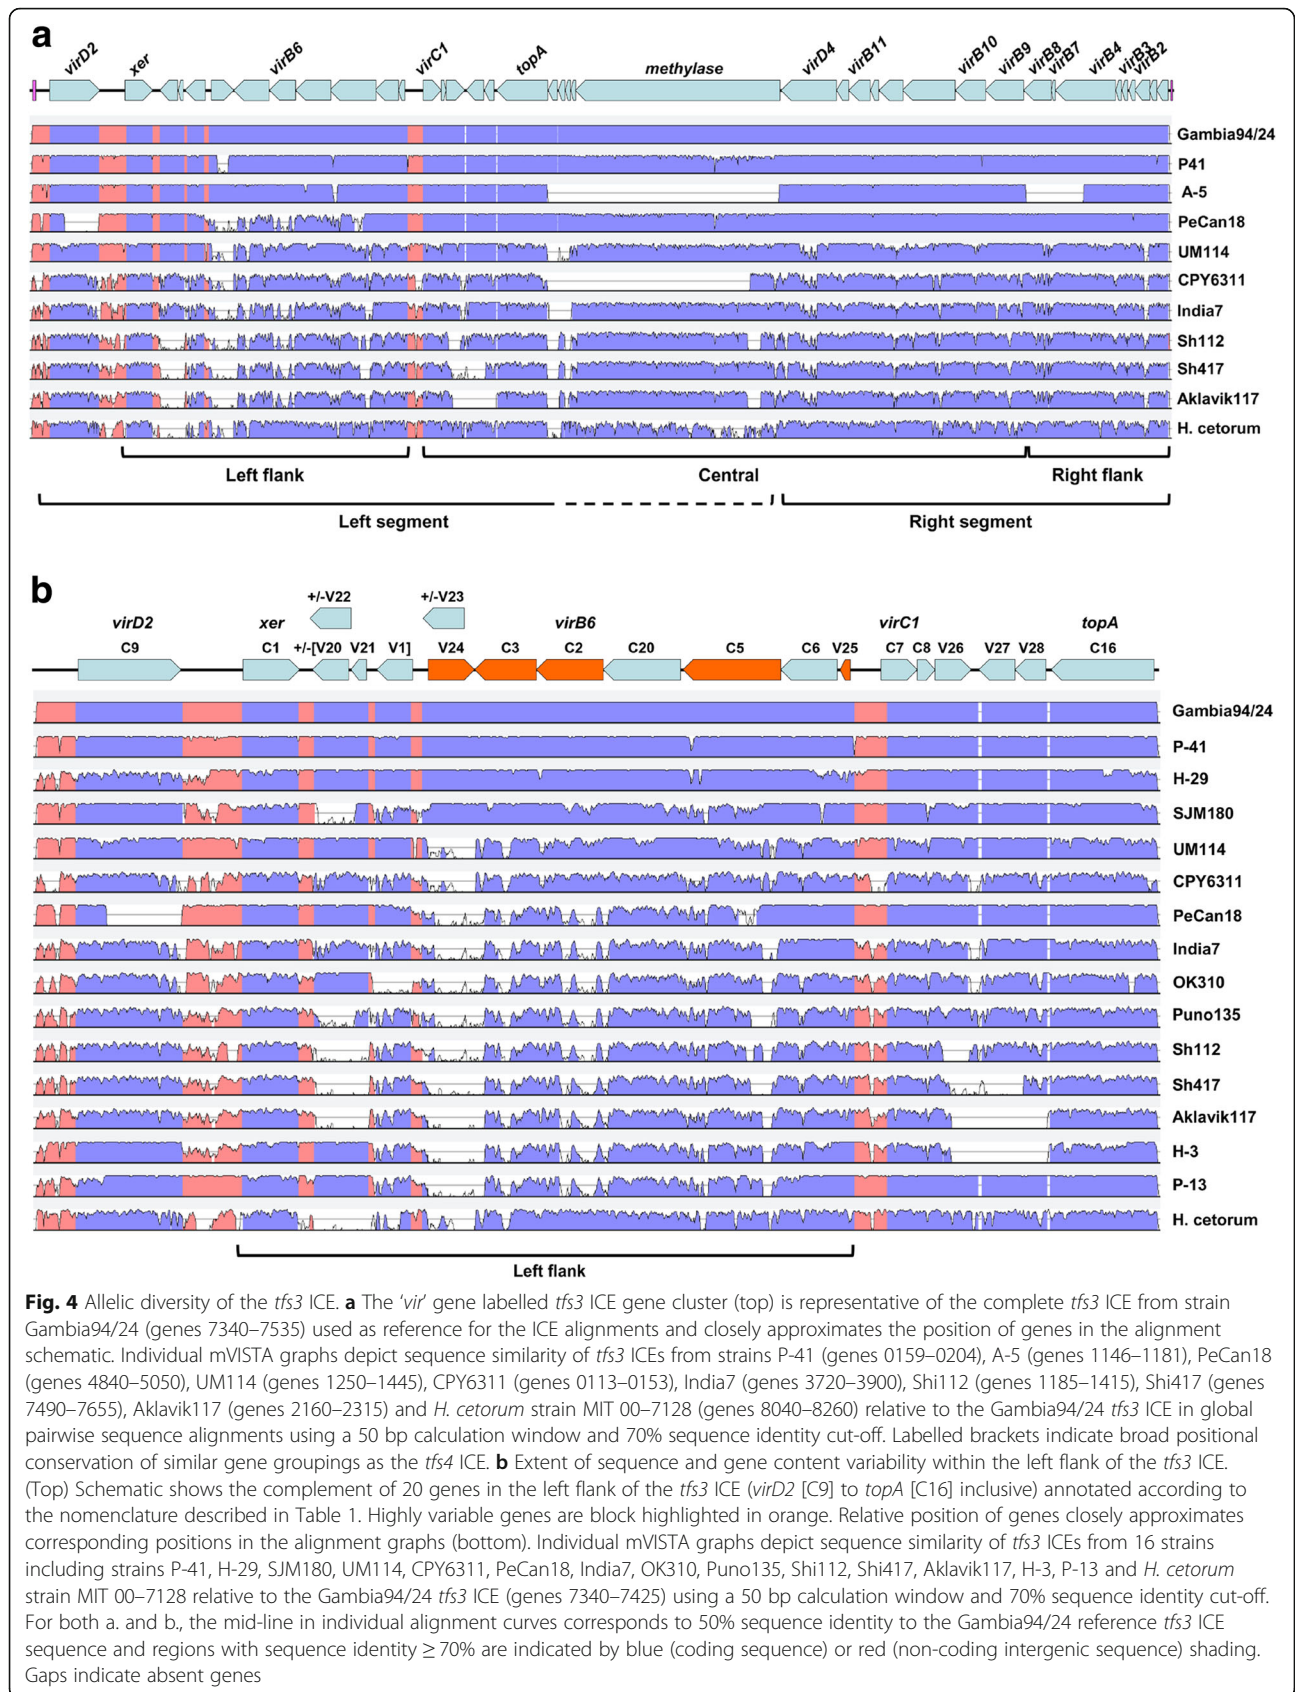 a
virD2 xer virB6 virC1 topA methylase virD4 virB11 virB10 virB9 virB8 virB7 virB4 virB3 virB2
Gambia94/24
P41
A-5
PeCan18
UM114
CPY6311
India7
Sh112
Sh417
Aklavik117
H. cetorum
Left flank Central Right flank
Left segment Right segment
b
+/-V22 +/-V23
virD2 xer virB6 virC1 topA
C9 C1 +/-[V20 V21 V1] V24 C3 C2 C20 C5 C6 V25 C7 C8 V26 V27 V28 C16
Gambia94/24
P-41
H-29
SJM180
UM114
CPY6311
PeCan18
India7
OK310
Puno135
Sh112
Sh417
Aklavik117
H-3
P-13
H. cetorum
Left flank
Fig. 4 Allelic diversity of the tfs3 ICE. a The ‘vir’ gene labelled tfs3 ICE gene cluster (top) is representative of the complete tfs3 ICE from strain
Gambia94/24 (genes 7340–7535) used as reference for the ICE alignments and closely approximates the position of genes in the alignment
schematic. Individual mVISTA graphs depict sequence similarity of tfs3 ICEs from strains P-41 (genes 0159–0204), A-5 (genes 1146–1181), PeCan18
(genes 4840–5050), UM114 (genes 1250–1445), CPY6311 (genes 0113–0153), India7 (genes 3720–3900), Shi112 (genes 1185–1415), Shi417 (genes
7490–7655), Aklavik117 (genes 2160–2315) and H. cetorum strain MIT 00–7128 (genes 8040–8260) relative to the Gambia94/24 tfs3 ICE in global
pairwise sequence alignments using a 50 bp calculation window and 70% sequence identity cut-off. Labelled brackets indicate broad positional
conservation of similar gene groupings as the tfs4 ICE. b Extent of sequence and gene content variability within the left flank of the tfs3 ICE.
(Top) Schematic shows the complement of 20 genes in the left flank of the tfs3 ICE (virD2 [C9] to topA [C16] inclusive) annotated according to
the nomenclature described in Table 1. Highly variable genes are block highlighted in orange. Relative position of genes closely approximates
corresponding positions in the alignment graphs (bottom). Individual mVISTA graphs depict sequence similarity of tfs3 ICEs from 16 strains
including strains P-41, H-29, SJM180, UM114, CPY6311, PeCan18, India7, OK310, Puno135, Shi112, Shi417, Aklavik117, H-3, P-13 and H. cetorum
strain MIT 00–7128 relative to the Gambia94/24 tfs3 ICE (genes 7340–7425) using a 50 bp calculation window and 70% sequence identity cut-off.
For both a. and b., the mid-line in individual alignment curves corresponds to 50% sequence identity to the Gambia94/24 reference tfs3 ICE
sequence and regions with sequence identity ≥ 70% are indicated by blue (coding sequence) or red (non-coding intergenic sequence) shading.
Gaps indicate absent genes